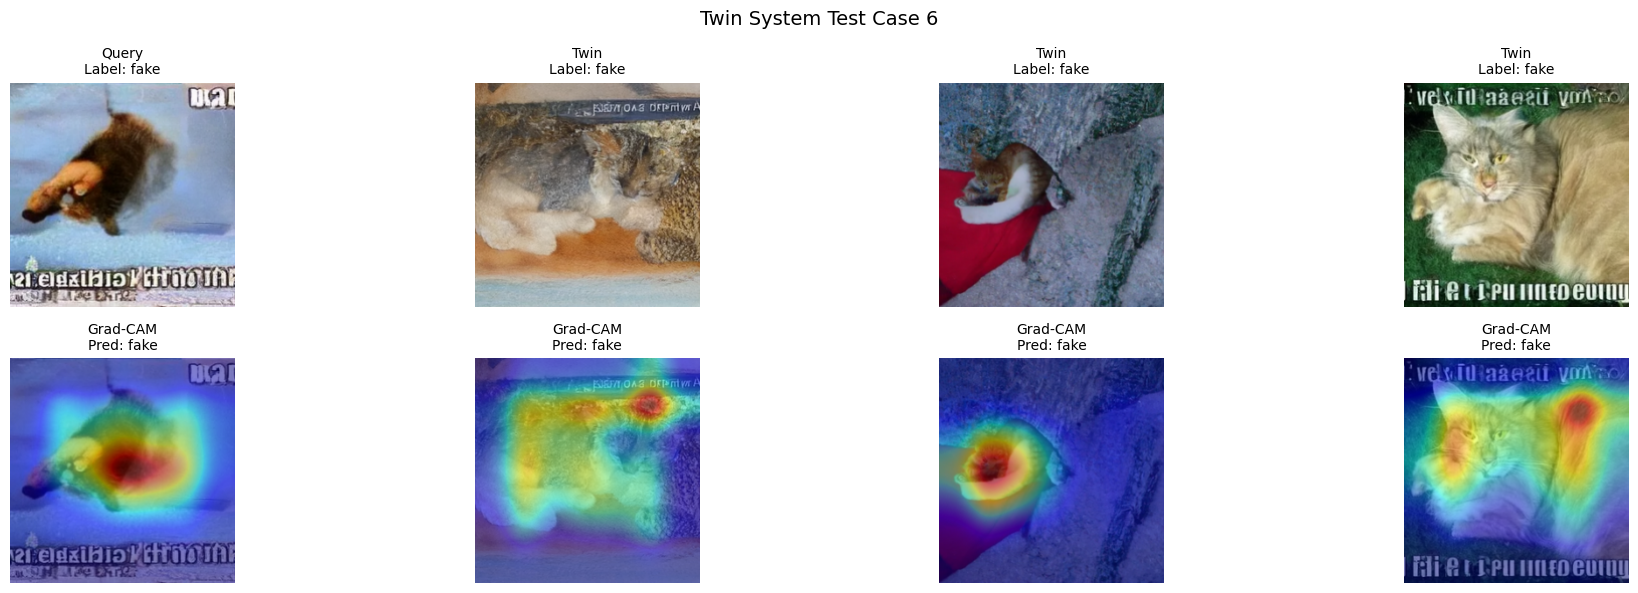 Twin System Test Case 6
Query
Label: fake
Twin
Label: fake
Twin
Label: fake
Twin
Label: fake
Grad-CAM
Pred: fake
Grad-CAM
Pred: fake
Grad-CAM
Pred: fake
Grad-CAM
Pred: fake